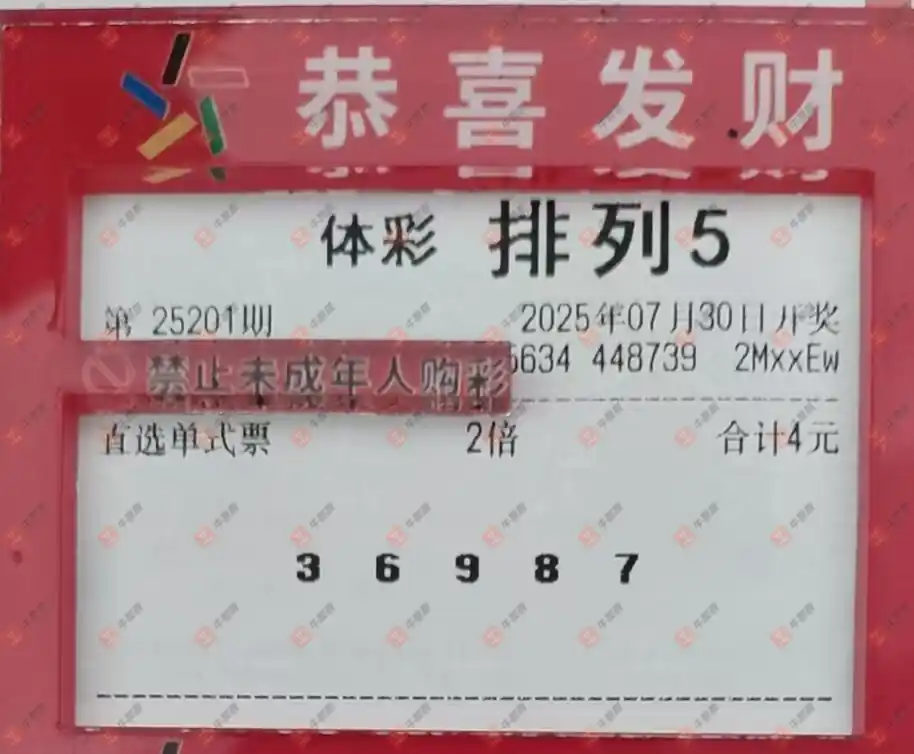 恭喜发财
体彩 排列5
第 25201期 2025年07月30日开奖
5634 448739 2MxxEw
禁止未成年人购彩
直选单式票 2倍 合计4元
3 6 9 8 7